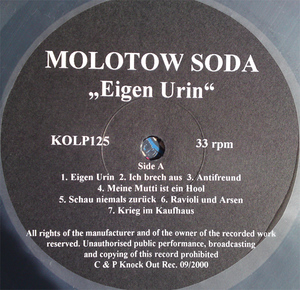 MOLOTOW SODA
„Eigen Urin“
KOLP125 33 rpm
Side A
1. Eigen Urin 2. Ich brech aus 3. Antifreund
4. Meine Mutti ist ein Hool
5. Schau niemals zurück 6. Ravioli und Arsen
7. Krieg im Kaufhaus
All rights of the manufacturer and of the owner of the recorded work
reserved. Unauthorised public performance, broadcasting
and copying of this record prohibited
C & P Knock Out Rec. 09/2000